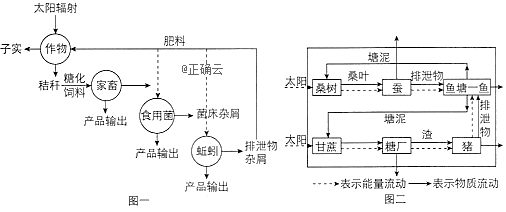 太阳辐射
肥料
子实
作物
@正确云
秸秆
糖化
饲料
家畜
食用菌
菌床杂屑
产品输出
蚯蚓
排泄物
杂屑
产品输出
产品输出
图一
塘泥
太阳
桑树
桑叶
蚕
排泄物
鱼塘一鱼
塘泥
排泄物
太阳
甘蔗
糖厂
渣
猪
表示能量流动
表示物质流动
图二